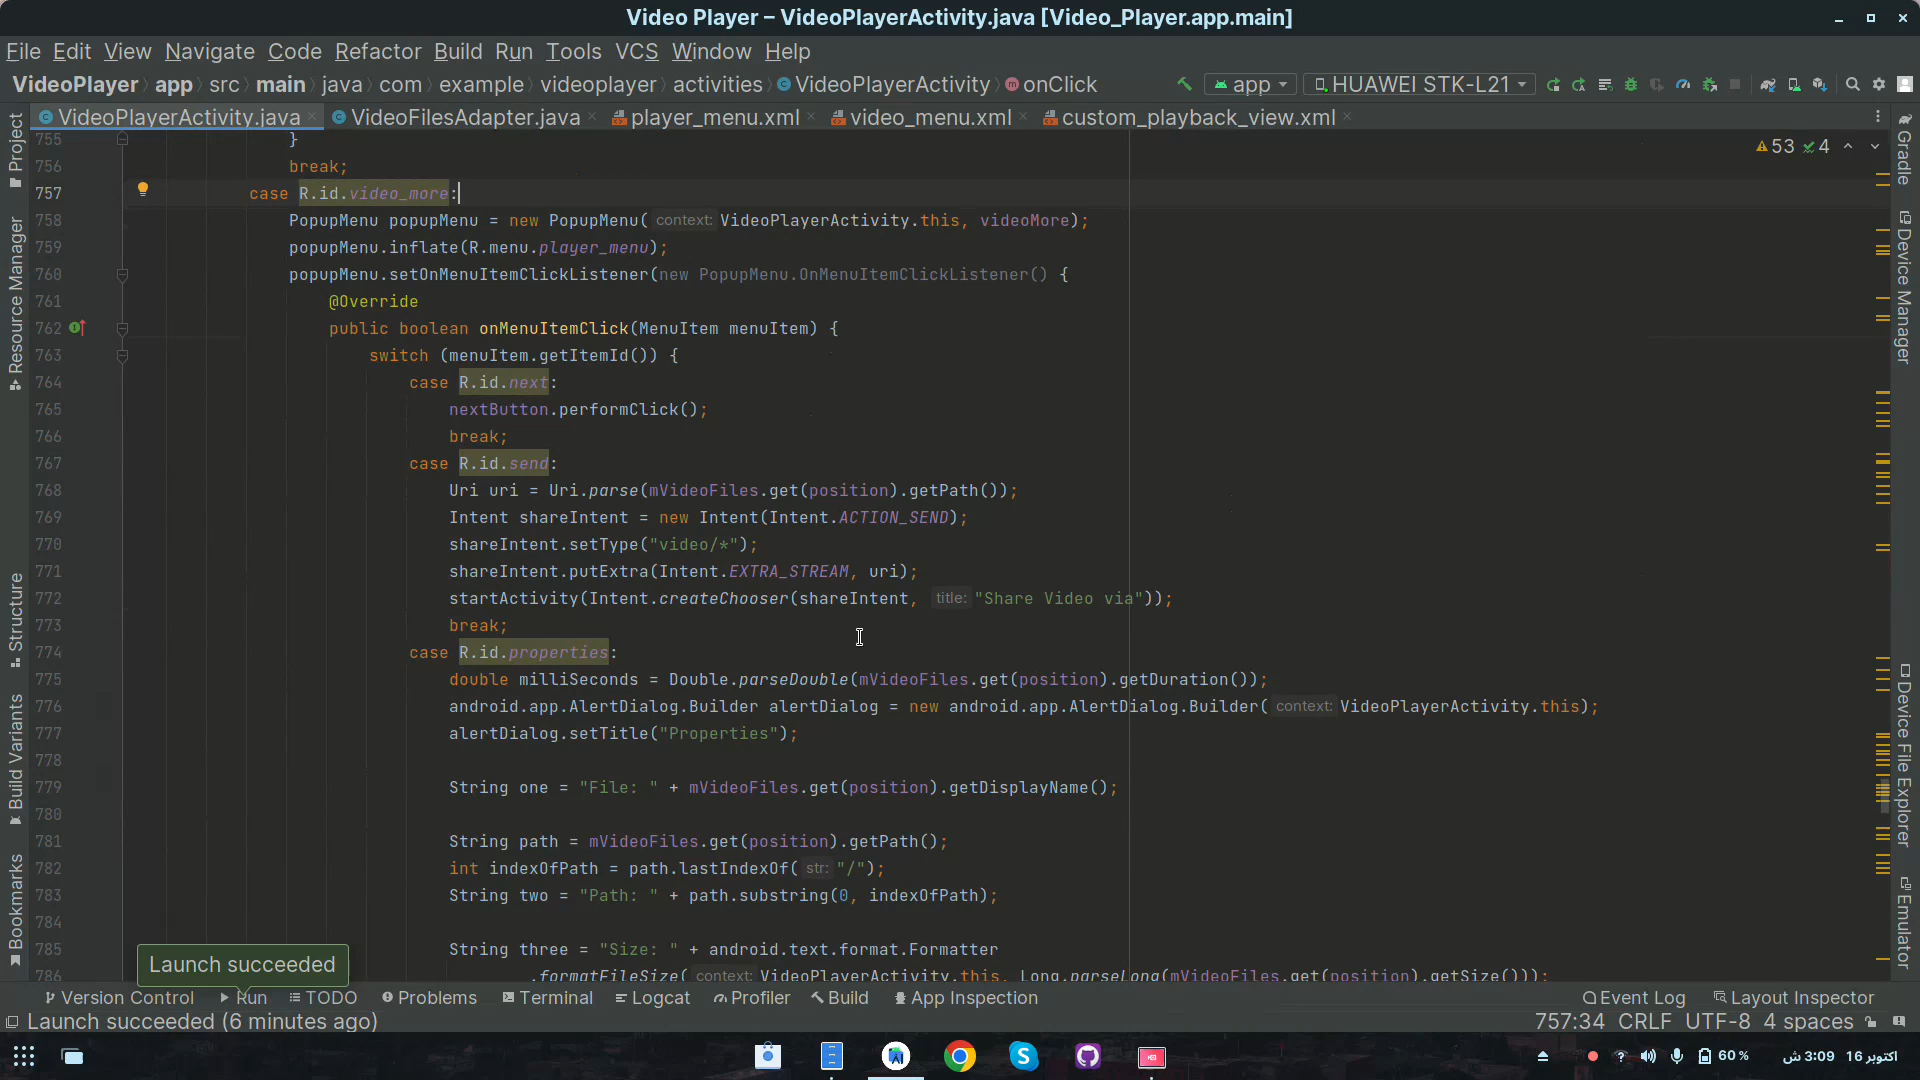 Video Player – VideoPlayerActivity.java [Video_Player.app.main]
File Edit View Navigate Code Refactor Build Run Tools VCS Window Help
VideoPlayer app src main java com example videoplayer activities VideoPlayerActivity onClick app HUAWEI STK-L21
VideoPlayerActivity.java VideoFilesAdapter.java player_menu.xml video_menu.xml custom_playback_view.xml
53 4
755 }
756 break;
757 case R.id.video_more:
758 PopupMenu popupMenu = new PopupMenu( context: VideoPlayerActivity.this, videoMore);
759 popupMenu.inflate(R.menu.player_menu);
760 popupMenu.setOnMenuItemClickListener(new PopupMenu.OnMenuItemClickListener() {
761 @Override
762 public boolean onMenuItemClick(MenuItem menuItem) {
763 switch (menuItem.getItemId()) {
764 case R.id.next:
765 nextButton.performClick();
766 break;
767 case R.id.send:
768 Uri uri = Uri.parse(mVideoFiles.get(position).getPath());
769 Intent shareIntent = new Intent(Intent.ACTION_SEND);
770 shareIntent.setType("video/*");
771 shareIntent.putExtra(Intent.EXTRA_STREAM, uri);
772 startActivity(Intent.createChooser(shareIntent, title: "Share Video via"));
773 break;
774 case R.id.properties:
775 double milliSeconds = Double.parseDouble(mVideoFiles.get(position).getDuration());
776 android.app.AlertDialog.Builder alertDialog = new android.app.AlertDialog.Builder( context: VideoPlayerActivity.this);
777 alertDialog.setTitle("Properties");
778
779 String one = "File: " + mVideoFiles.get(position).getDisplayName();
780
781 String path = mVideoFiles.get(position).getPath();
782 int indexOfPath = path.lastIndexOf( str: "/");
783 String two = "Path: " + path.substring(0, indexOfPath);
784
785 String three = "Size: " + android.text.format.Formatter
786 .formatFileSize( context: VideoPlayerActivity.this, Long.parseLong(mVideoFiles.get(position).getSize()));
Project
Resource Manager
Structure
Build Variants
Bookmarks
Gradle
Device Manager
Device File Explorer
Emulator
Launch succeeded
Version Control Run TODO Problems Terminal Logcat Profiler Build App Inspection Event Log Layout Inspector
Launch succeeded (6 minutes ago) 757:34 CRLF UTF-8 4 spaces
60 % اکتوبر 16 3:09 ش